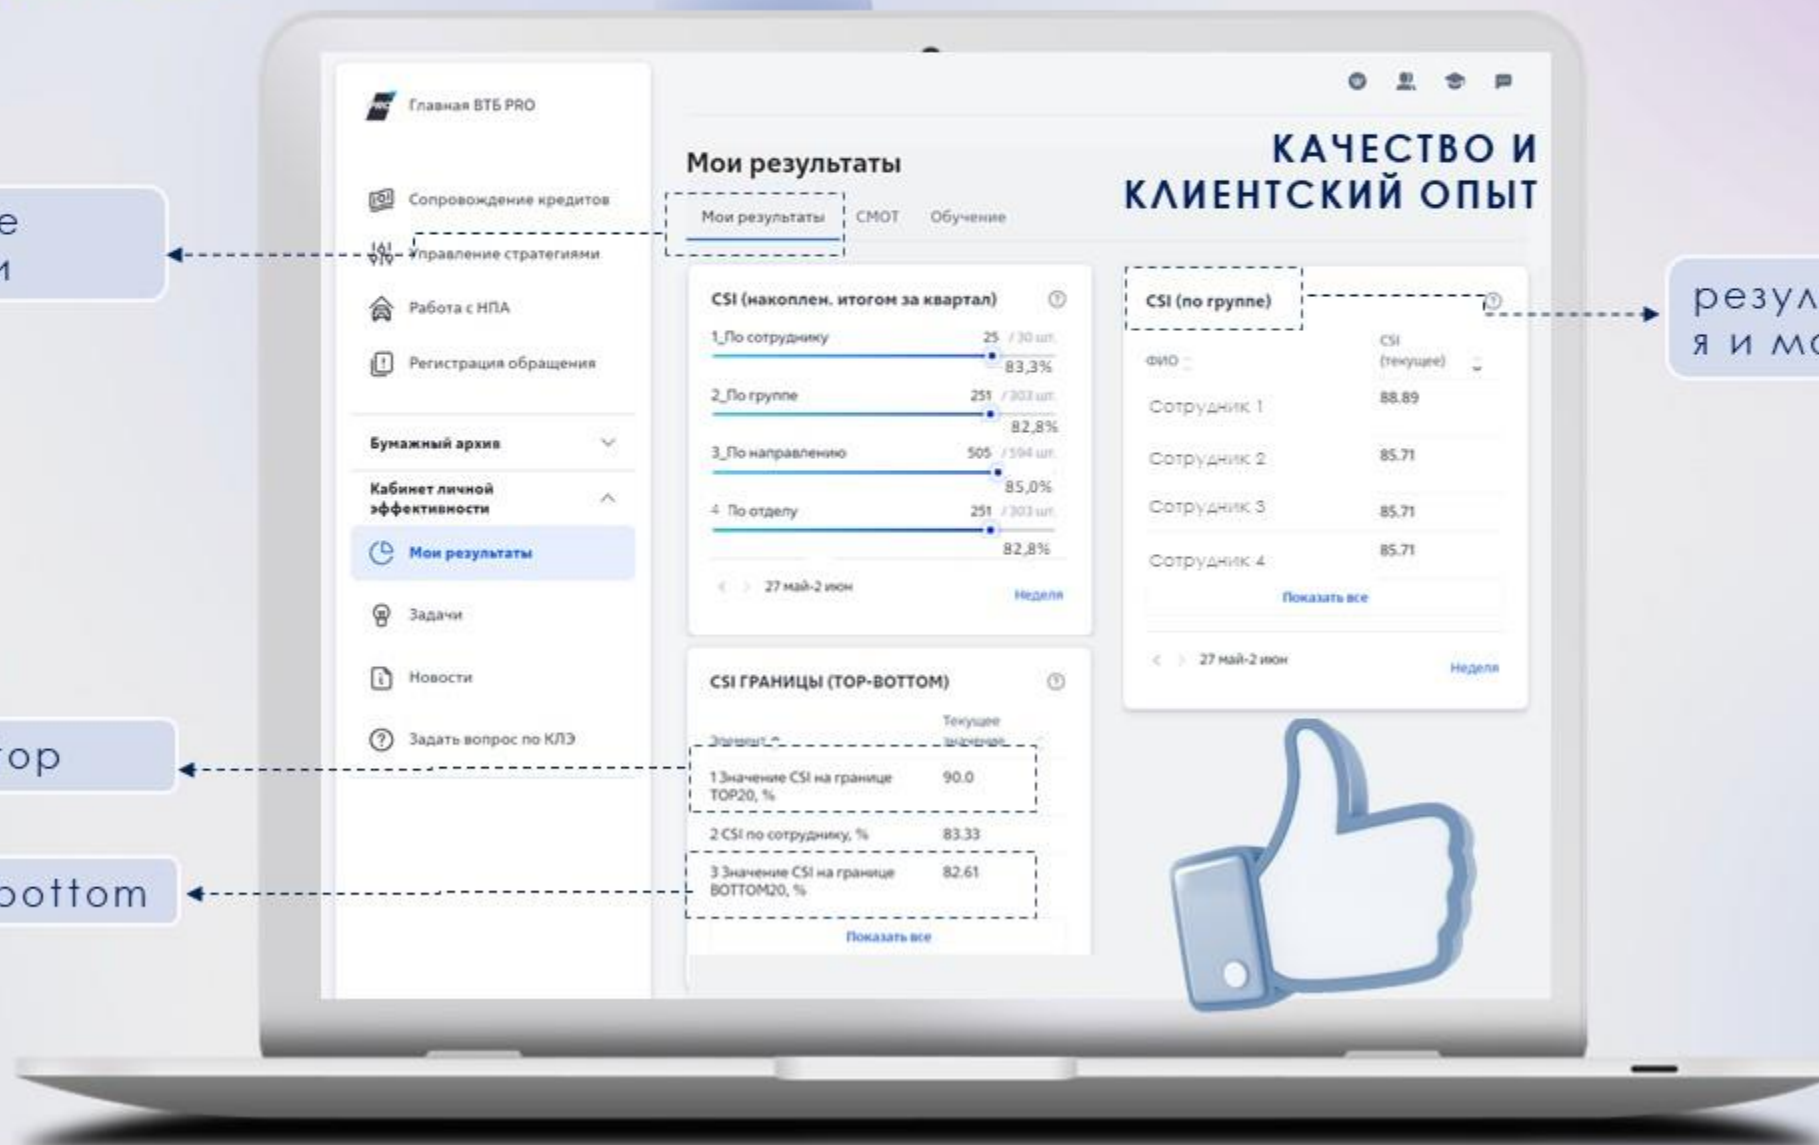 Главная ВТБ PRO
Сопровождение кредитов
Управление стратегиями
Работа с НПА
Регистрация обращения
Бумажный архив
Кабинет личной
эффективности
Мои результаты
Задачи
Новости
Задать вопрос по КЛЭ
КАЧЕСТВО И
КЛИЕНТСКИЙ ОПЫТ
Мои результаты
Мои результаты СМОТ Обучение
CSI (накоплен. итогом за квартал)
1_По сотруднику 25 / 30 шт.
83,3%
2_По группе 251 / 303 шт.
82,8%
3_По направлению 505 / 594 шт.
85,0%
4 По отделу 251 / 303 шт.
82,8%
27 май-2 июн Неделя
CSI (по группе)
ФИО CSI
(текущее)
Сотрудник 1 88.89
Сотрудник 2 85.71
Сотрудник 3 85.71
Сотрудник 4 85.71
Показать все
27 май-2 июн Неделя
CSI ГРАНИЦЫ (TOP-BOTTOM)
Элемент Текущее
значение
1 Значение CSI на границе 90.0
TOP20, %
2 CSI по сотруднику, % 83.33
3 Значение CSI на границе 82.61
BOTTOM20, %
Показать все
top
bottom
я и